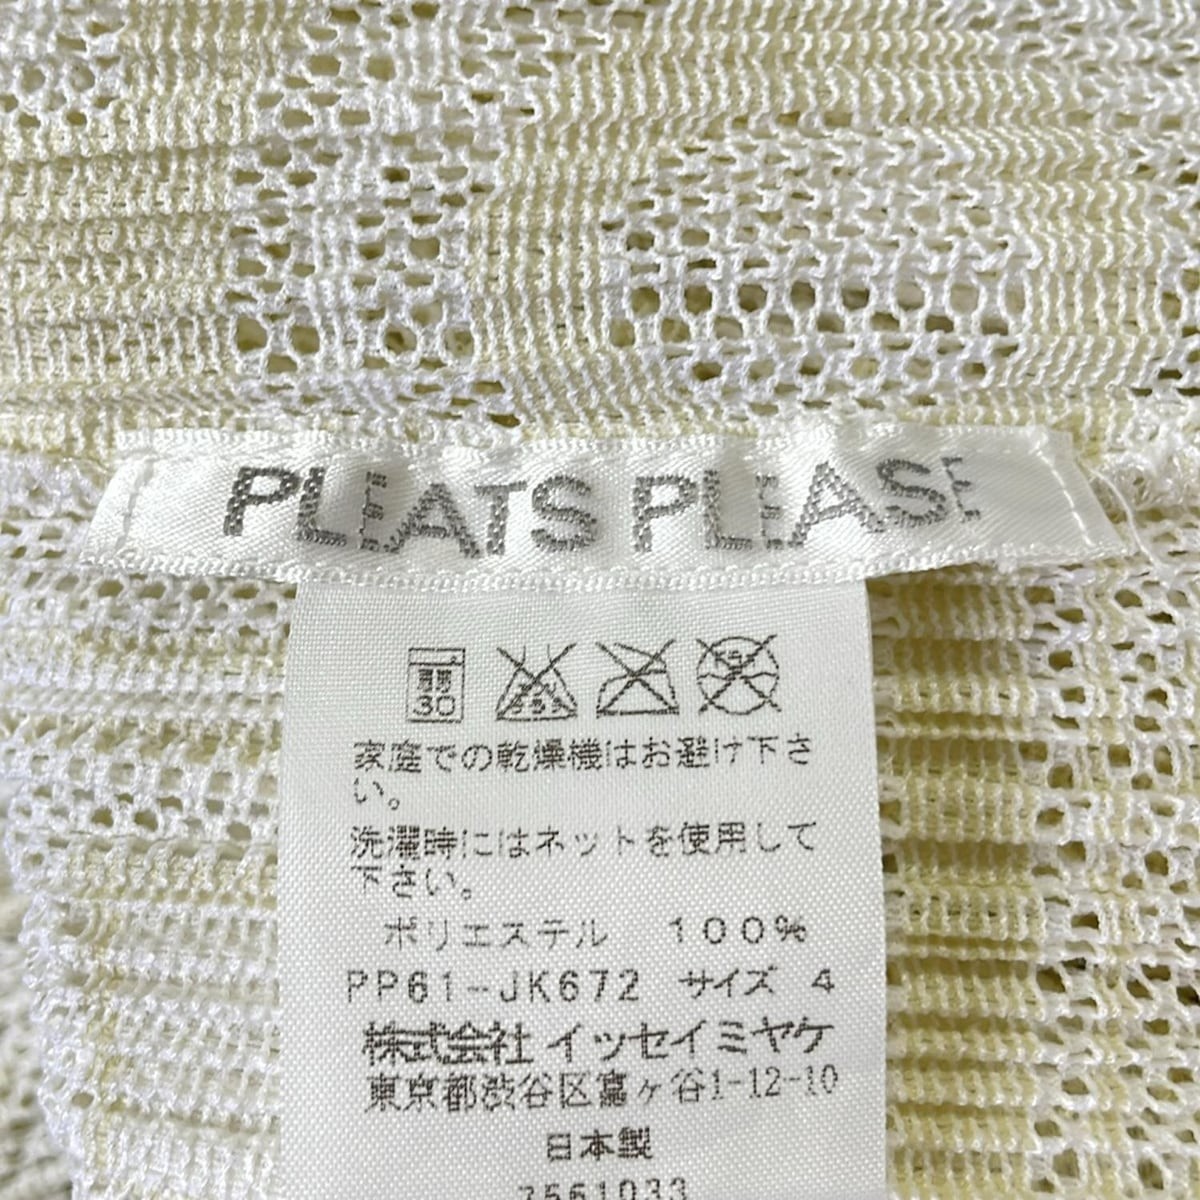 PLEATS PLEASE
弱
30
家庭での乾燥機はお避け下さ
い。
洗濯時にはネットを使用して
下さい。
ポリエステル 100%
PP61-JK672 サイズ 4
株式会社 イッセイミヤケ
東京都渋谷区富ヶ谷1-12-10
日本製
7561033